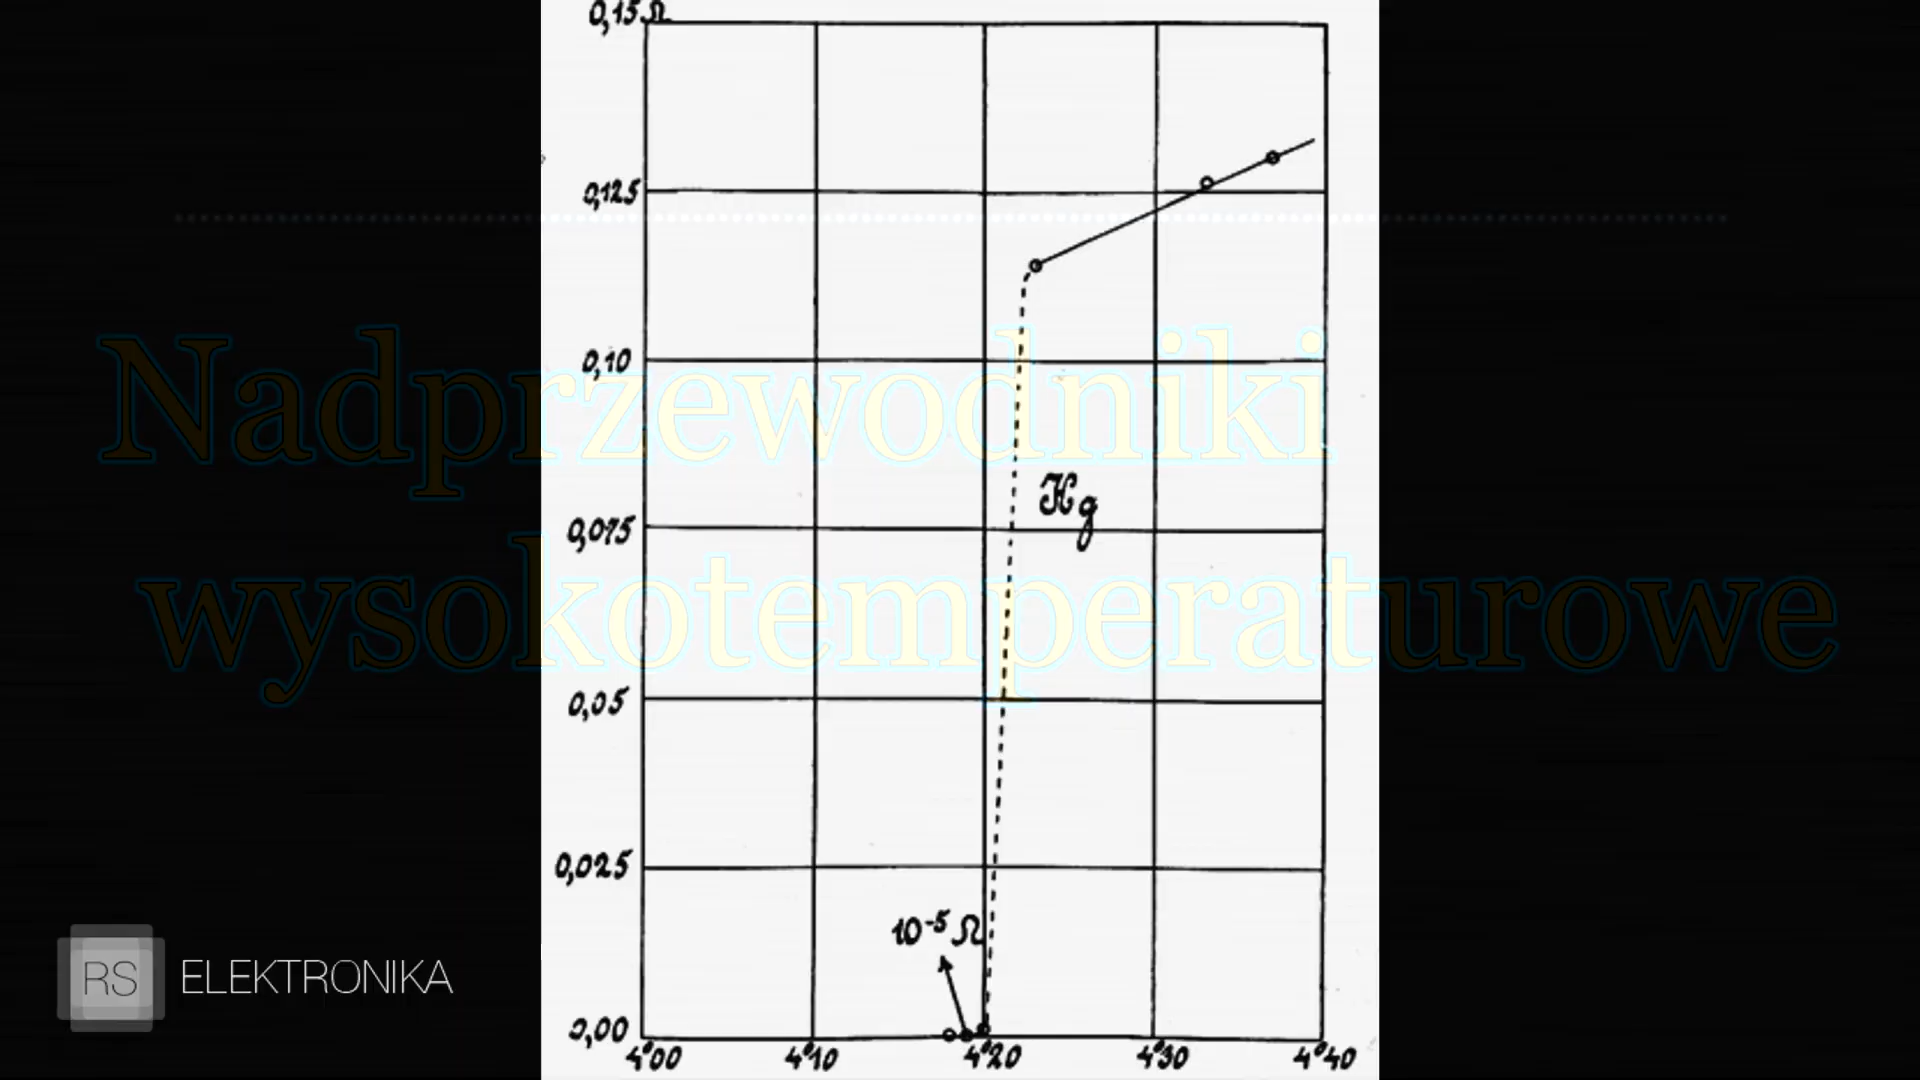 0,15 Ω
0,125
0,10
Nadprzewodniki
Hg
0,075
wysokotemperaturowe
0,05
0,025
10⁻⁵ Ω
RS ELEKTRONIKA
0,00
4°00 4°10 4°20 4°30 4°40